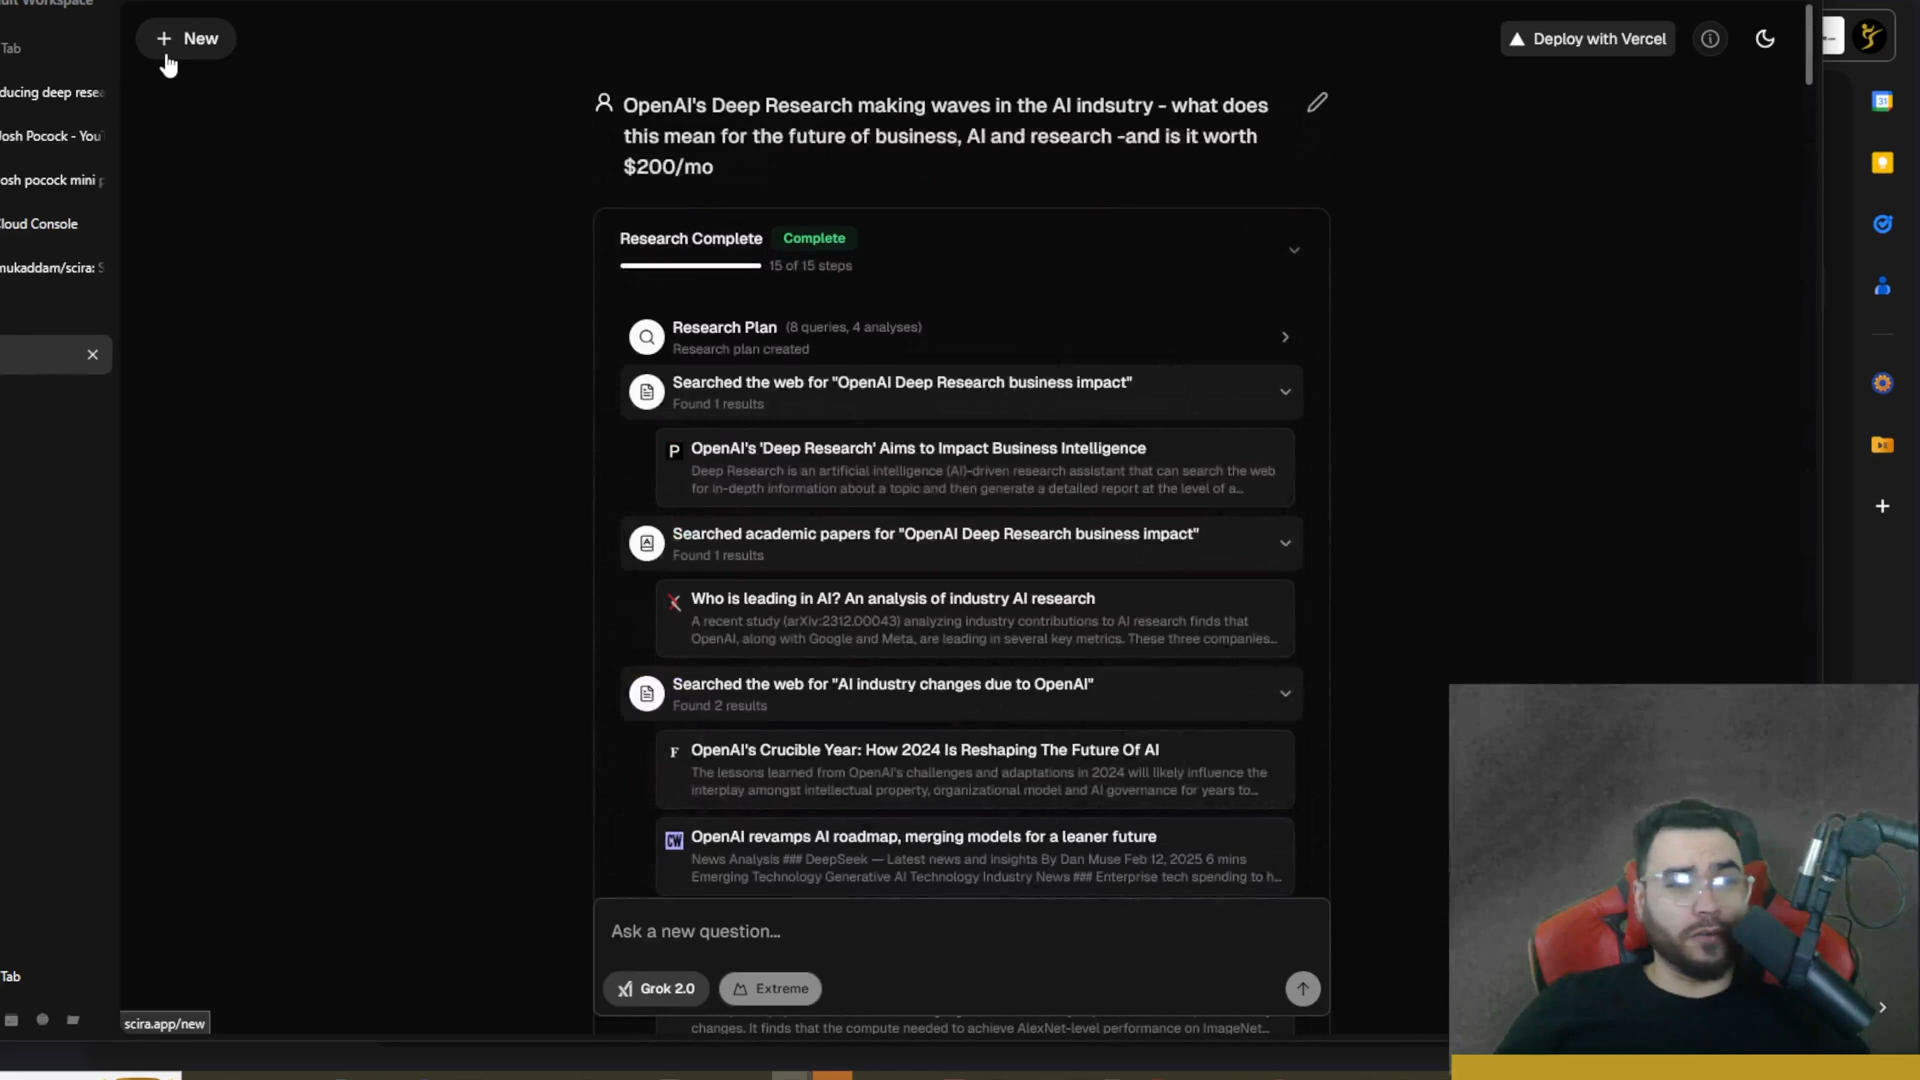 ult Workspace
Tab
ducing deep resea
Josh Pocock - You
osh pocock mini p
Cloud Console
mukaddam/scira: S
Tab
+ New
Deploy with Vercel
OpenAI's Deep Research making waves in the AI indsutry - what does
this mean for the future of business, AI and research -and is it worth
$200/mo
Research Complete Complete
15 of 15 steps
Research Plan (8 queries, 4 analyses)
Research plan created
Searched the web for "OpenAI Deep Research business impact"
Found 1 results
P OpenAI's 'Deep Research' Aims to Impact Business Intelligence
Deep Research is an artificial intelligence (AI)-driven research assistant that can search the web
for in-depth information about a topic and then generate a detailed report at the level of a...
Searched academic papers for "OpenAI Deep Research business impact"
Found 1 results
Who is leading in AI? An analysis of industry AI research
A recent study (arXiv:2312.00043) analyzing industry contributions to AI research finds that
OpenAI, along with Google and Meta, are leading in several key metrics. These three companies...
Searched the web for "AI industry changes due to OpenAI"
Found 2 results
F OpenAI's Crucible Year: How 2024 Is Reshaping The Future Of AI
The lessons learned from OpenAI's challenges and adaptations in 2024 will likely influence the
interplay amongst intellectual property, organizational model and AI governance for years to...
CW OpenAI revamps AI roadmap, merging models for a leaner future
News Analysis ### DeepSeek — Latest news and insights By Dan Muse Feb 12, 2025 6 mins
Emerging Technology Generative AI Technology Industry News ### Enterprise tech spending to h...
Ask a new question...
Grok 2.0 Extreme
changes. It finds that the compute needed to achieve AlexNet-level performance on ImageNet...
scira.app/new
31